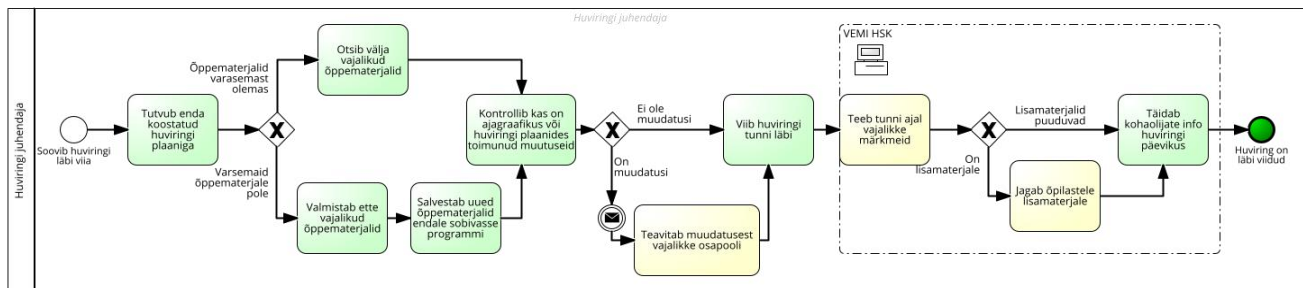 Huviringi juhendaja
Huviringi juhendaja
Soovib huviringi
läbi viia
Tutvub enda
koostatud
huviringi
plaaniga
Õppematerjalid
varasemast
olemas
Varsemaid
õppematerjale
pole
Otsib välja
vajalikud
õppematerjalid
Valmistab ette
vajalikud
õppematerjalid
Salvestab uued
õppematerjalid
endale sobivasse
programmi
Kontrollib kas on
ajagraafikus või
huviringi plaanides
toimunud muutuseid
Ei ole
muudatusi
On
muudatusi
Teavitab muudatusest
vajalikke osapooli
Viib huviringi
tunni läbi
VEMI HSK
Teeb tunni ajal
vajalikke
märkmeid
Lisamaterjalid
puuduvad
On
lisamaterjale
Jagab õpilastele
lisamaterjale
Täidab
kohaolijate info
huviringi
päevikus
Huviring on
läbi viidud